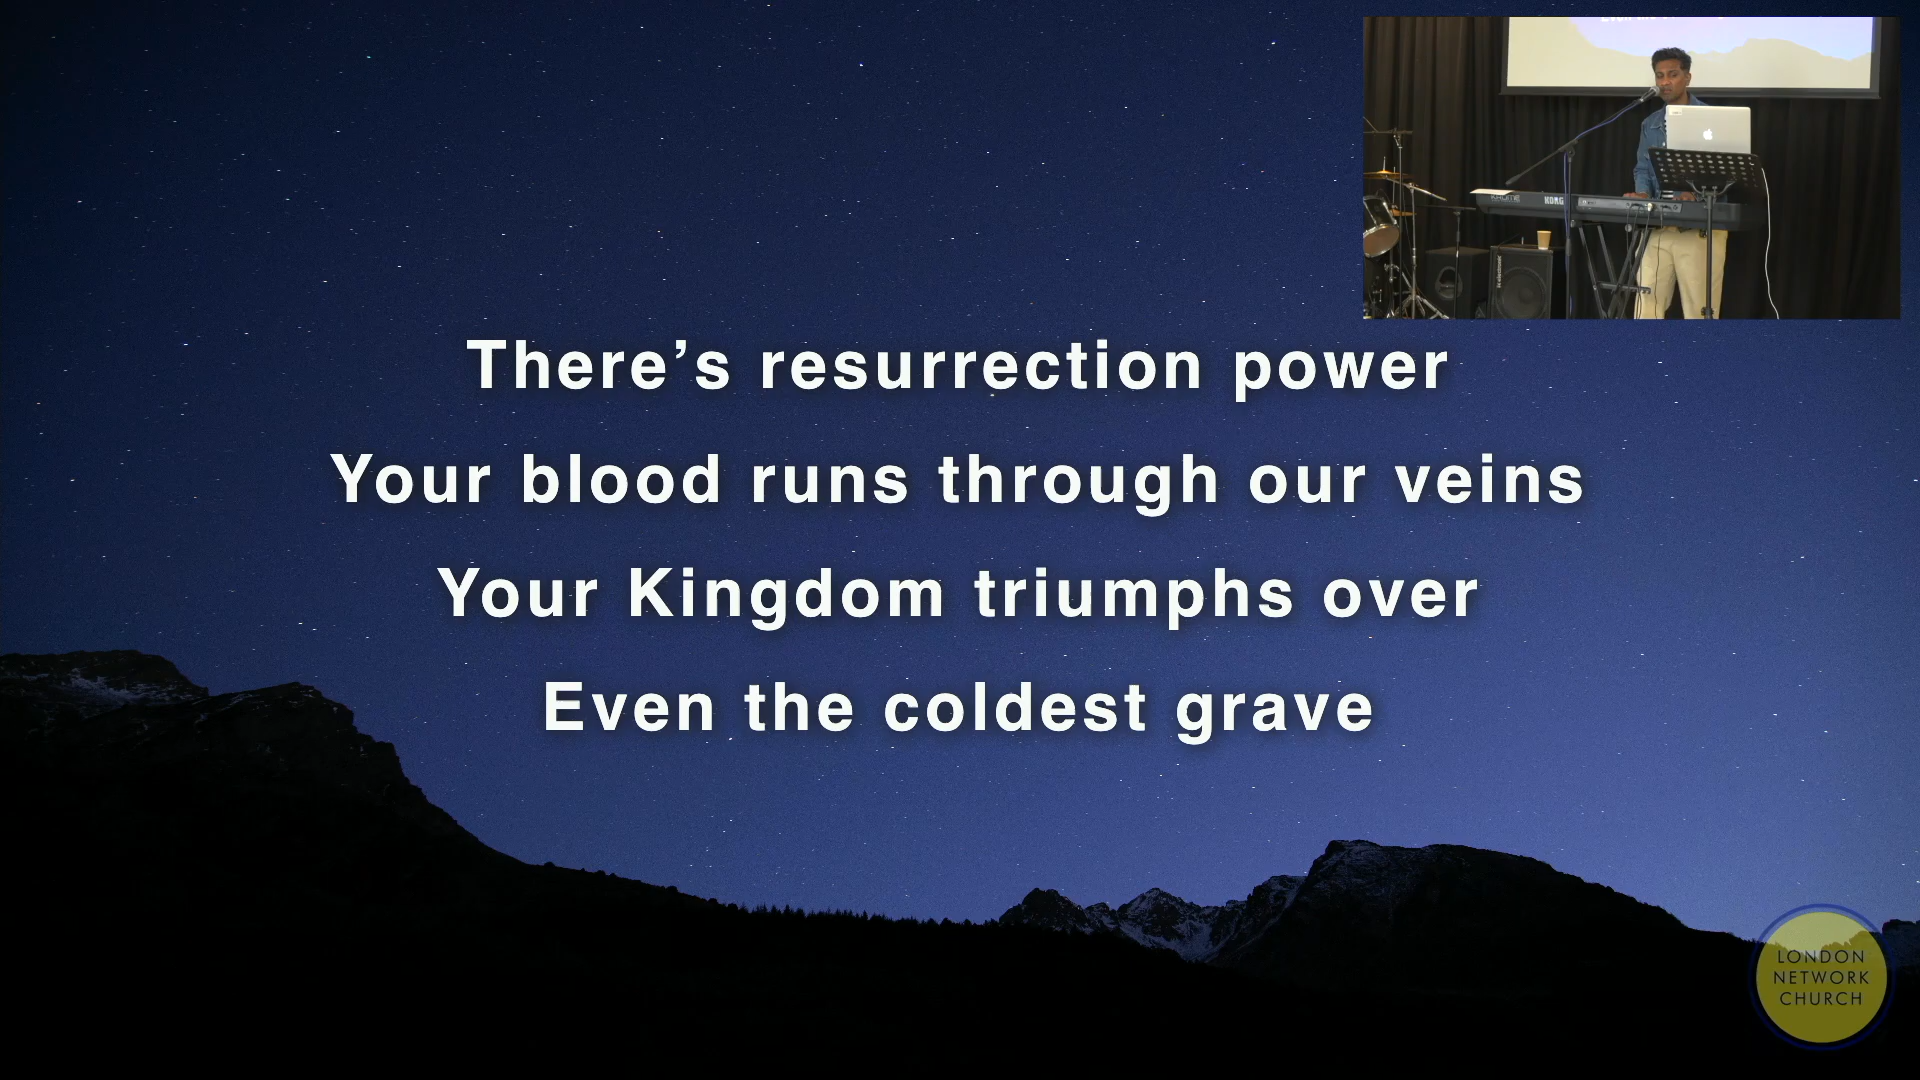 There’s resurrection power
Your blood runs through our veins
Your Kingdom triumphs over
Even the coldest grave
KORG
LONDON
NETWORK
CHURCH